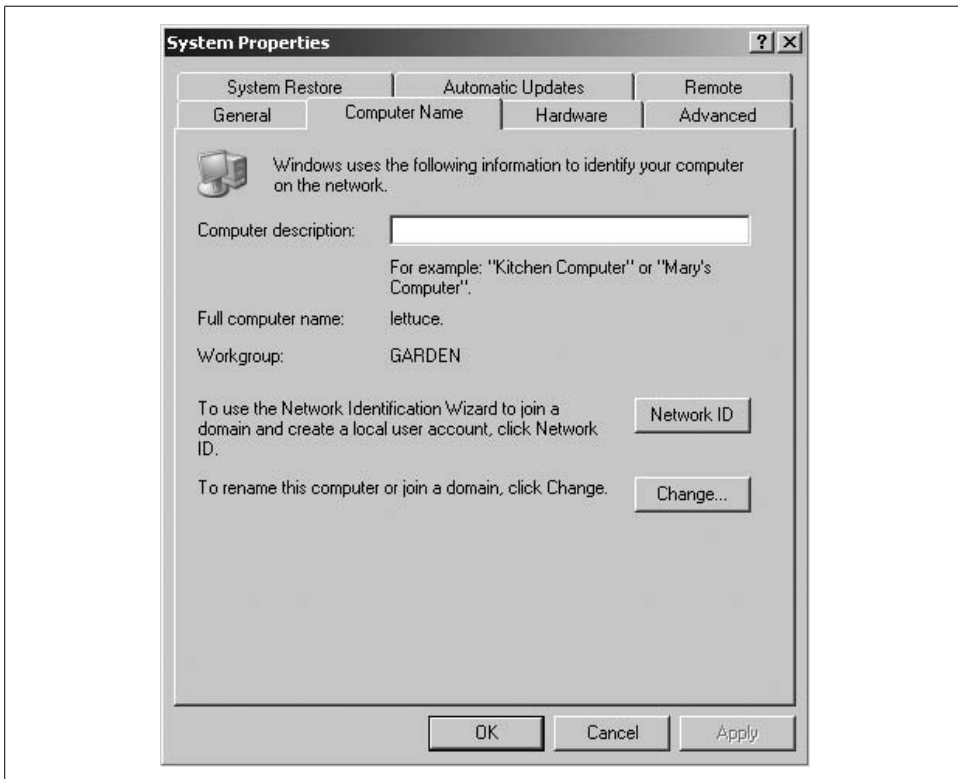 System Properties
System Restore
Automatic Updates
Remote
General
Computer Name
Hardware
Advanced
Windows uses the following information to identify your computer
on the network.
Computer description:
For example: "Kitchen Computer" or "Mary's
Computer".
Full computer name: lettuce.
Workgroup: GARDEN
To use the Network Identification Wizard to join a
domain and create a local user account, click Network
ID.
Network ID
To rename this computer or join a domain, click Change.
Change...
OK
Cancel
Apply